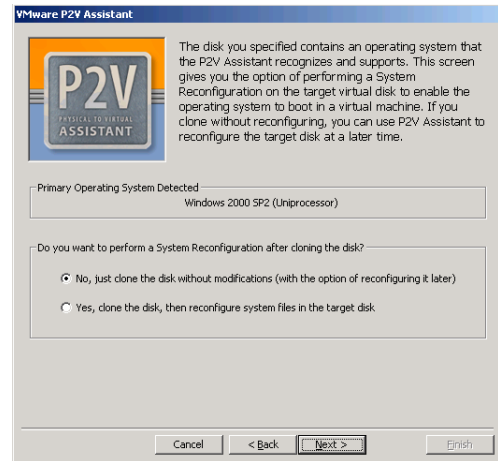 VMware P2V Assistant
P2V
PHYSICAL TO VIRTUAL
ASSISTANT
The disk you specified contains an operating system that
the P2V Assistant recognizes and supports. This screen
gives you the option of performing a System
Reconfiguration on the target virtual disk to enable the
operating system to boot in a virtual machine. If you
clone without reconfiguring, you can use P2V Assistant to
reconfigure the target disk at a later time.
Primary Operating System Detected
Windows 2000 SP2 (Uniprocessor)
Do you want to perform a System Reconfiguration after cloning the disk?
No, just clone the disk without modifications (with the option of reconfiguring it later)
Yes, clone the disk, then reconfigure system files in the target disk
Cancel < Back Next > Finish